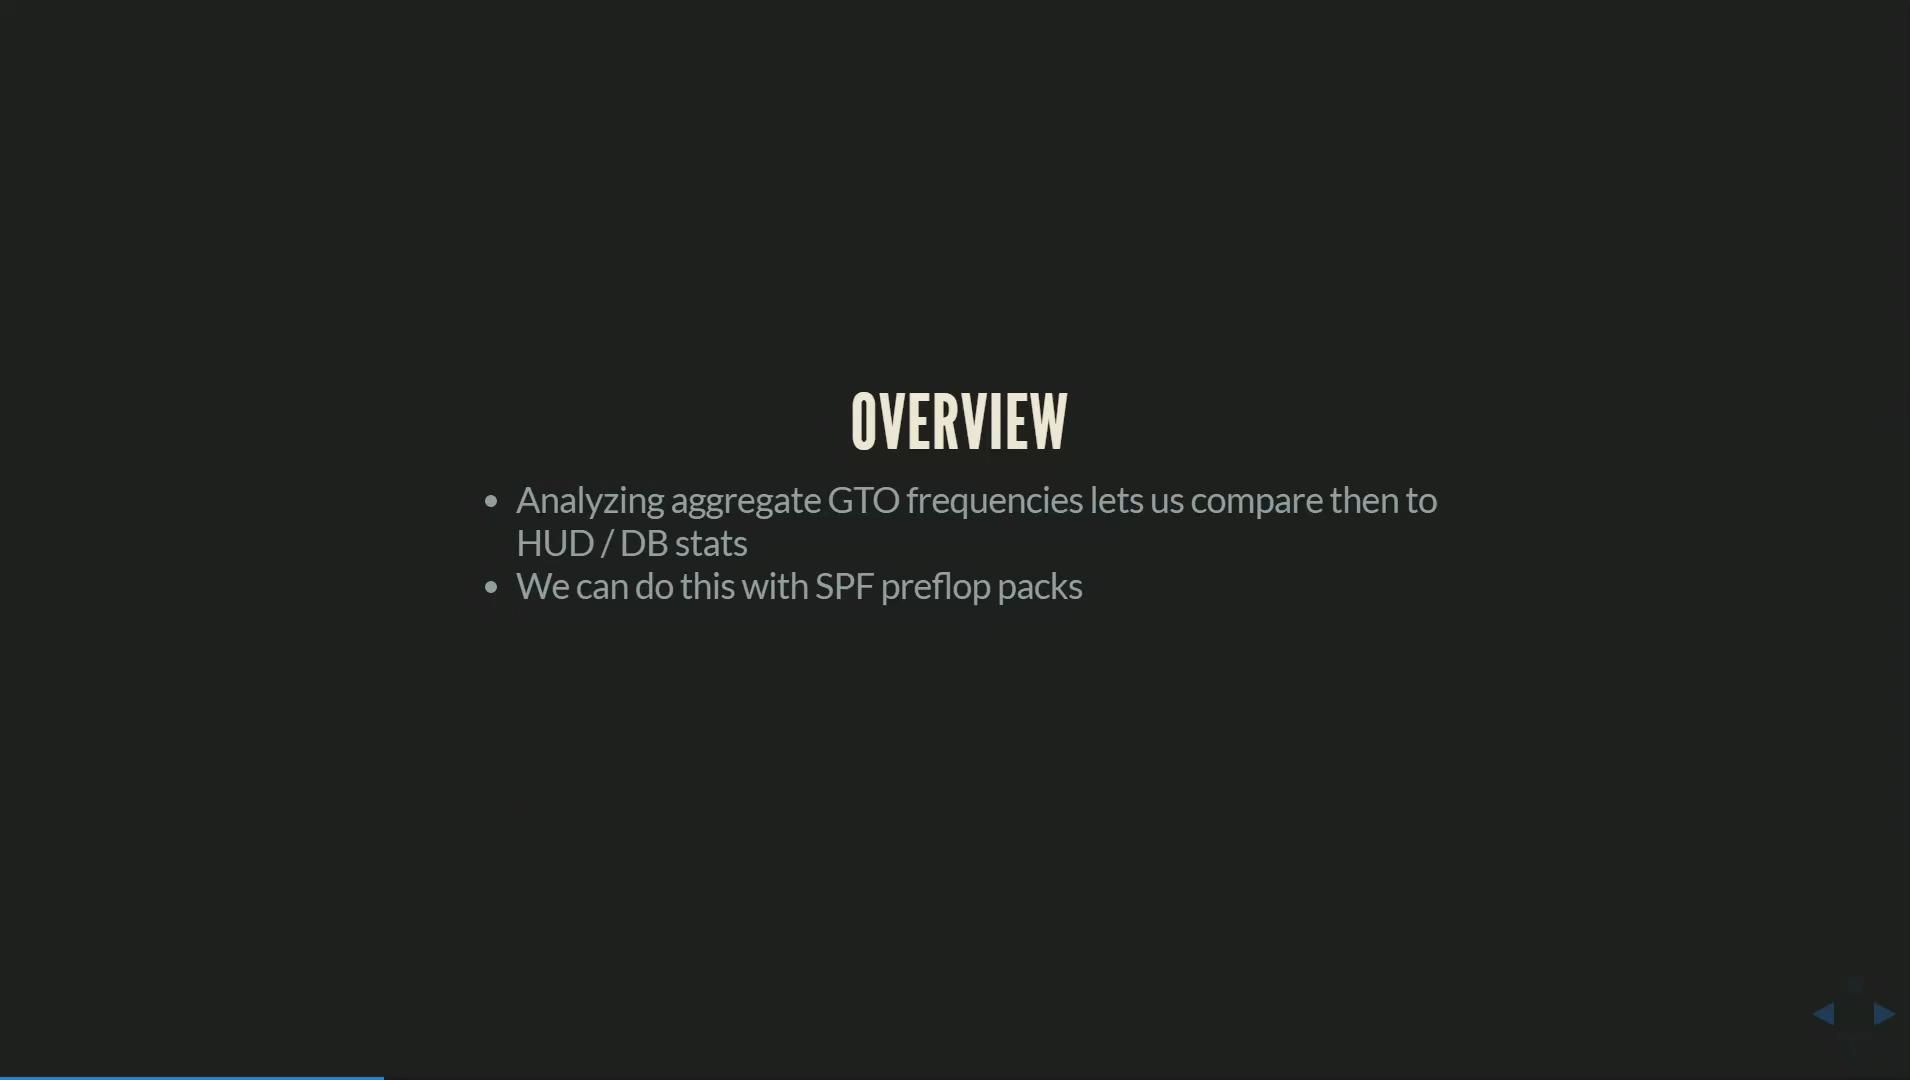 OVERVIEW
• Analyzing aggregate GTO frequencies lets us compare then to
HUD / DB stats
• We can do this with SPF preflop packs